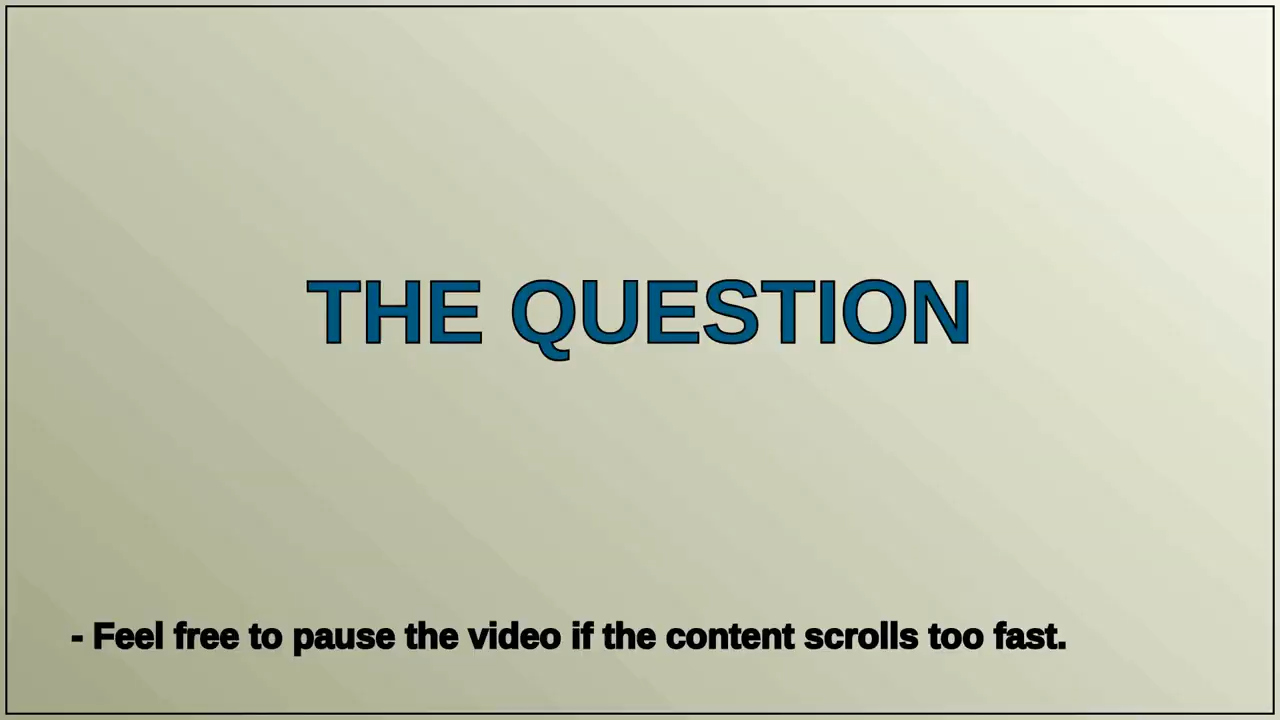 THE QUESTION
- Feel free to pause the video if the content scrolls too fast.